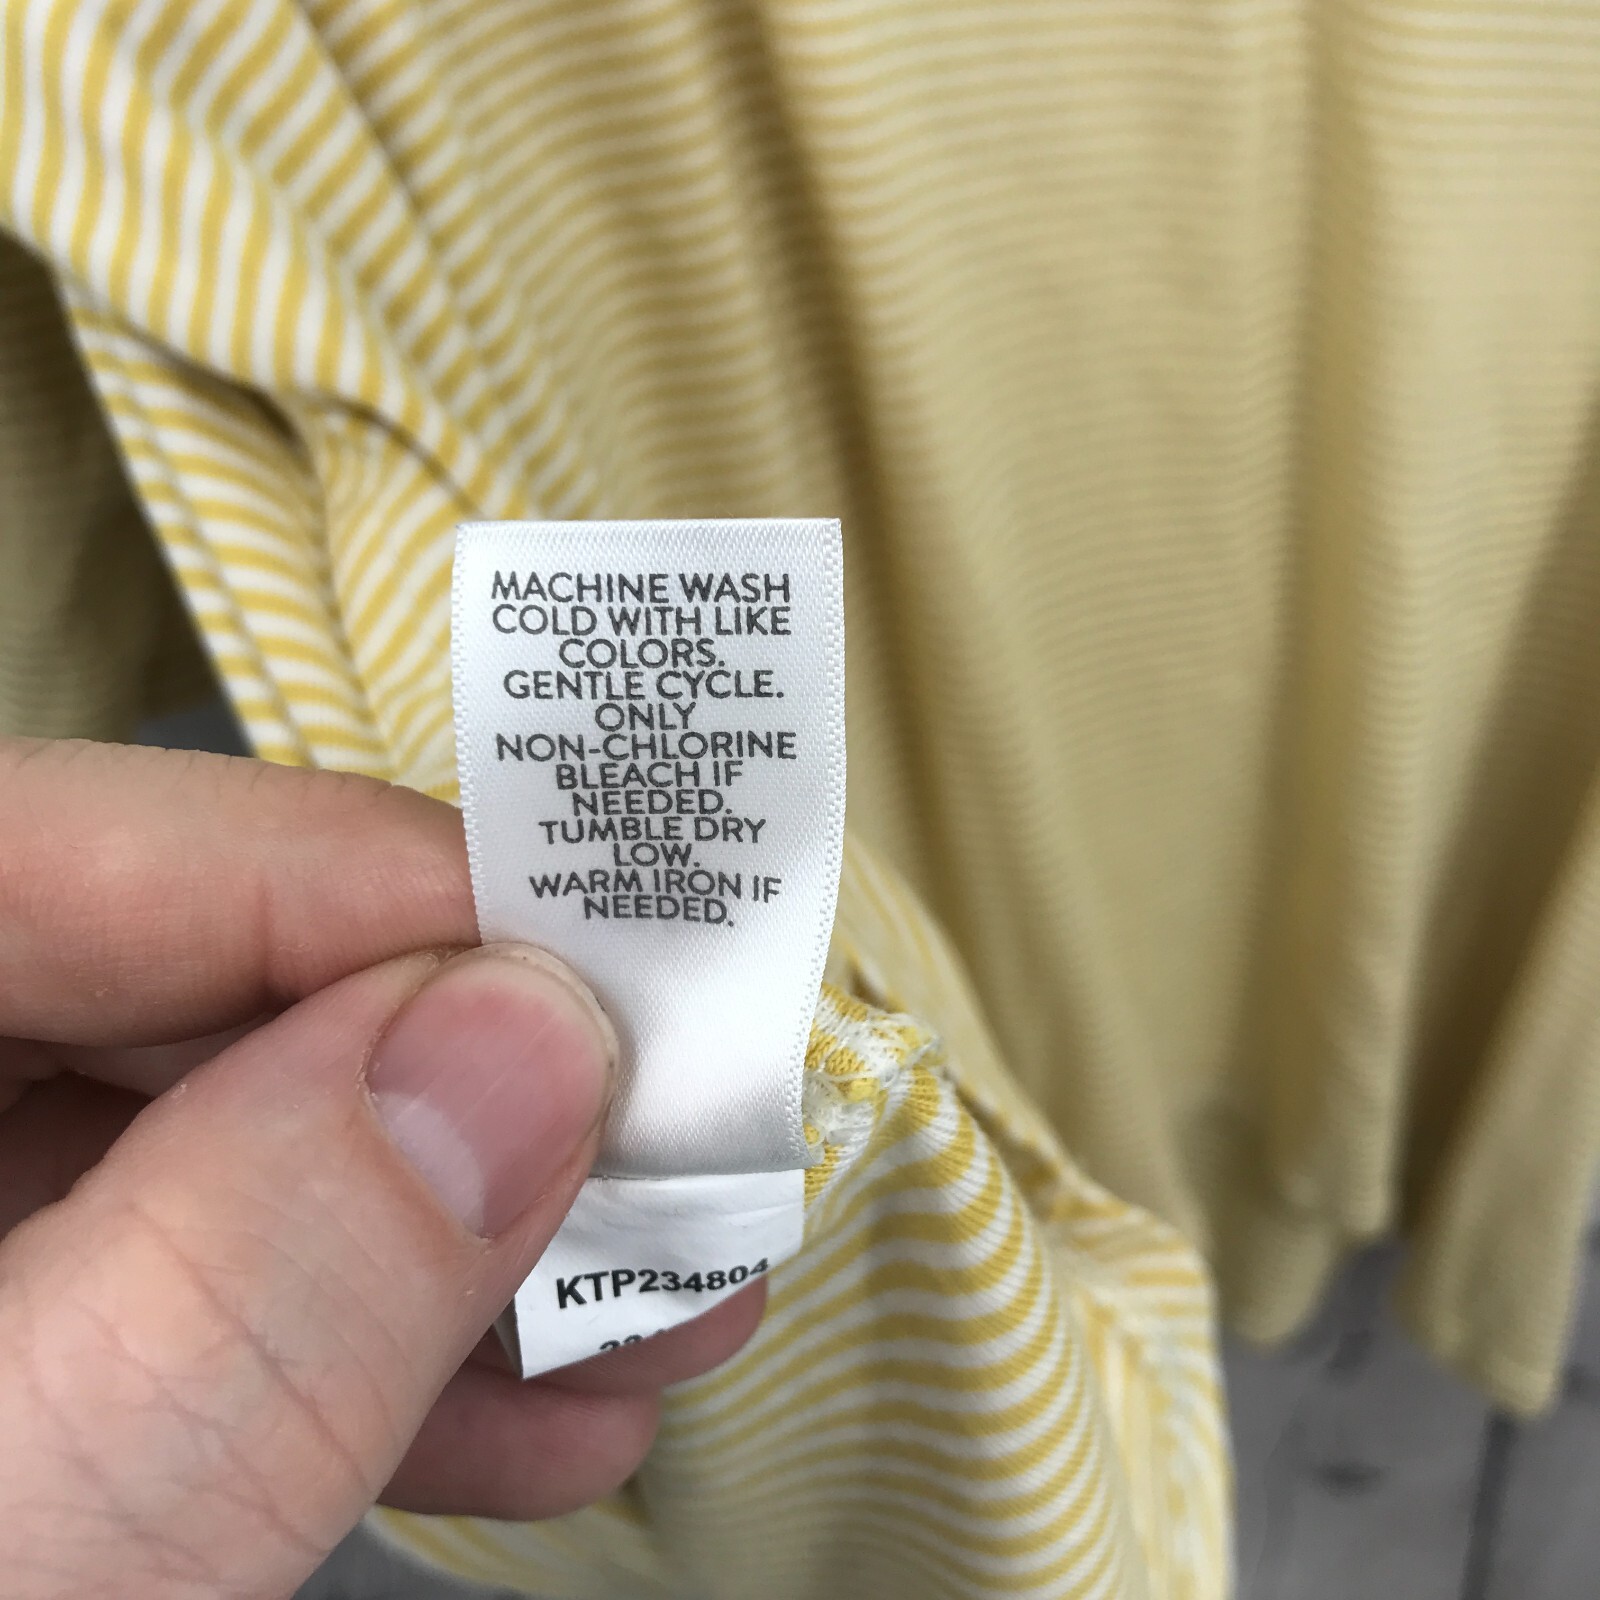 MACHINE WASH
COLD WITH LIKE
COLORS.
GENTLE CYCLE.
ONLY
NON-CHLORINE
BLEACH IF
NEEDED.
TUMBLE DRY
LOW.
WARM IRON IF
NEEDED.
KTP234804